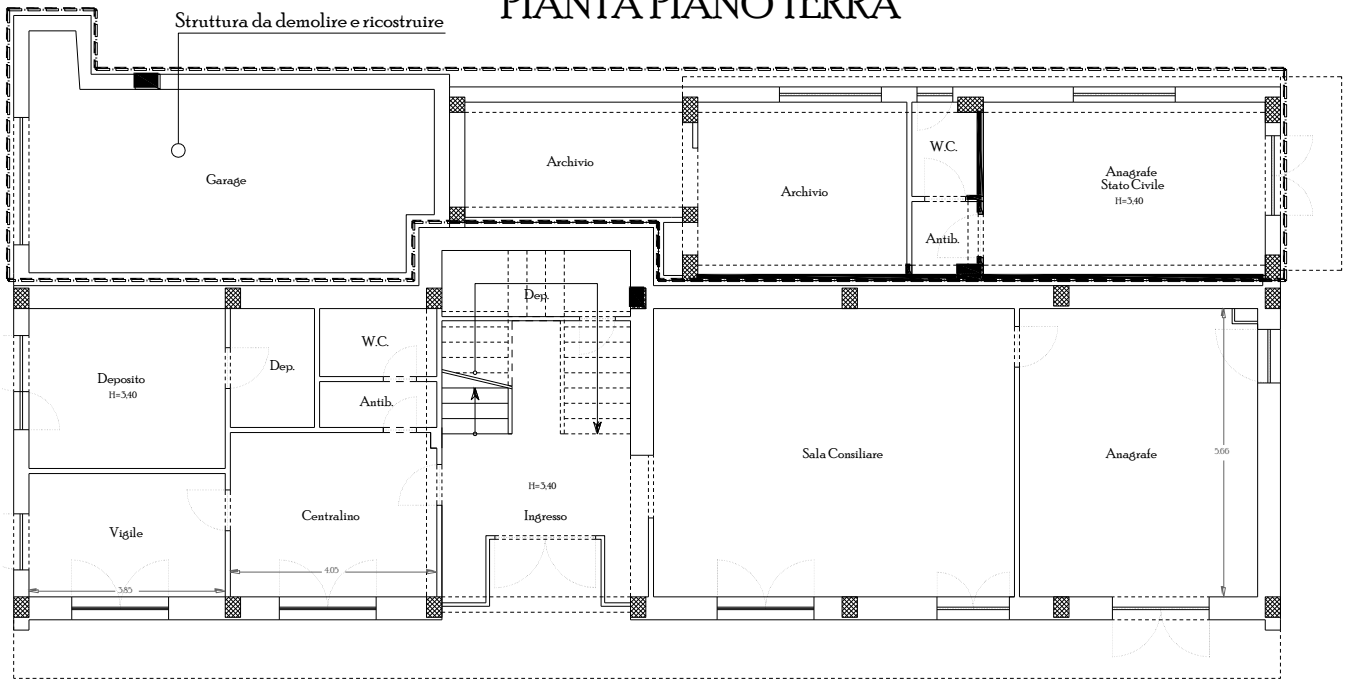 PIANTA PIANO TERRA
Struttura da demolire e ricostruire
W.C.
Archivio
Anagrafe
Stato Civile
H=3,40
Garage
Archivio
Antib.
Dep.
W.C.
Dep.
Deposito
H=3,40
Antib.
Sala Consiliare
Anagrafe
5.66
H=3,40
Centralino
Ingresso
Vigile
4.05
3.85